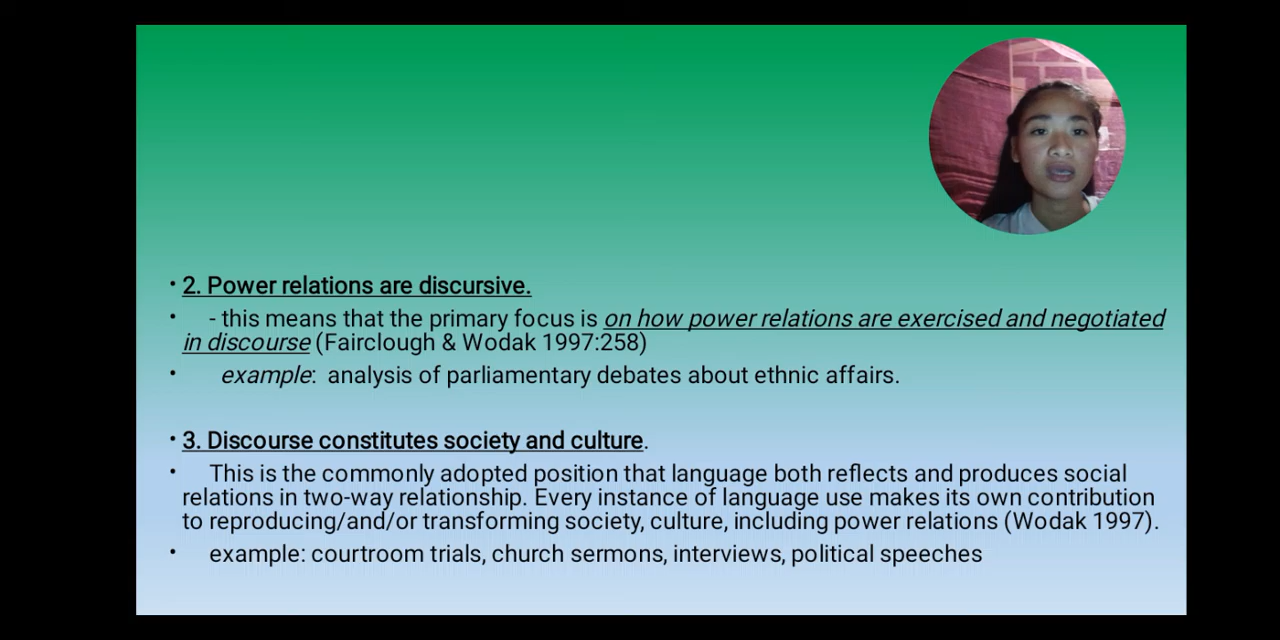 • 2. Power relations are discursive.
• - this means that the primary focus is on how power relations are exercised and negotiated
in discourse (Fairclough & Wodak 1997:258)
• example: analysis of parliamentary debates about ethnic affairs.
• 3. Discourse constitutes society and culture.
• This is the commonly adopted position that language both reflects and produces social
relations in two-way relationship. Every instance of language use makes its own contribution
to reproducing/and/or transforming society, culture, including power relations (Wodak 1997).
• example: courtroom trials, church sermons, interviews, political speeches